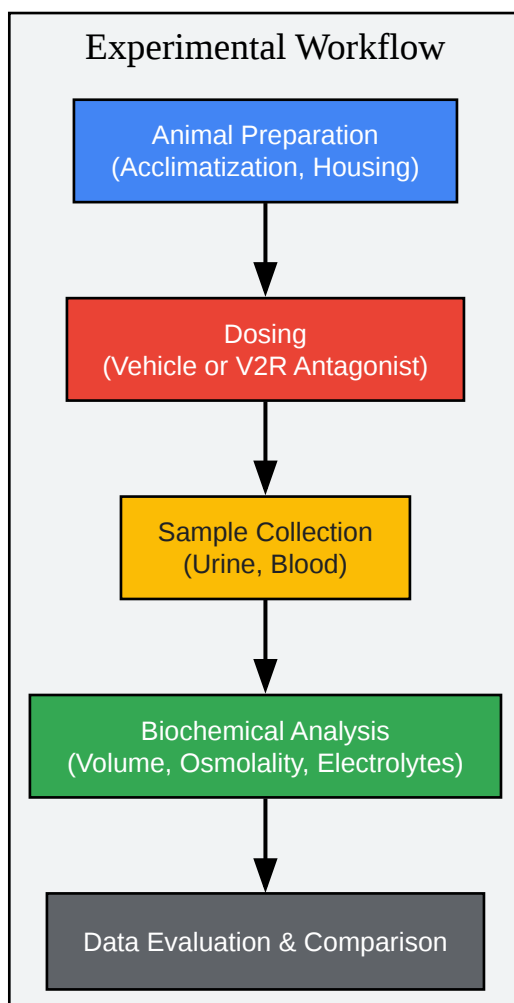 Experimental Workflow
Animal Preparation
(Acclimatization, Housing)
Dosing
(Vehicle or V2R Antagonist)
Sample Collection
(Urine, Blood)
Biochemical Analysis
(Volume, Osmolality, Electrolytes)
Data Evaluation & Comparison